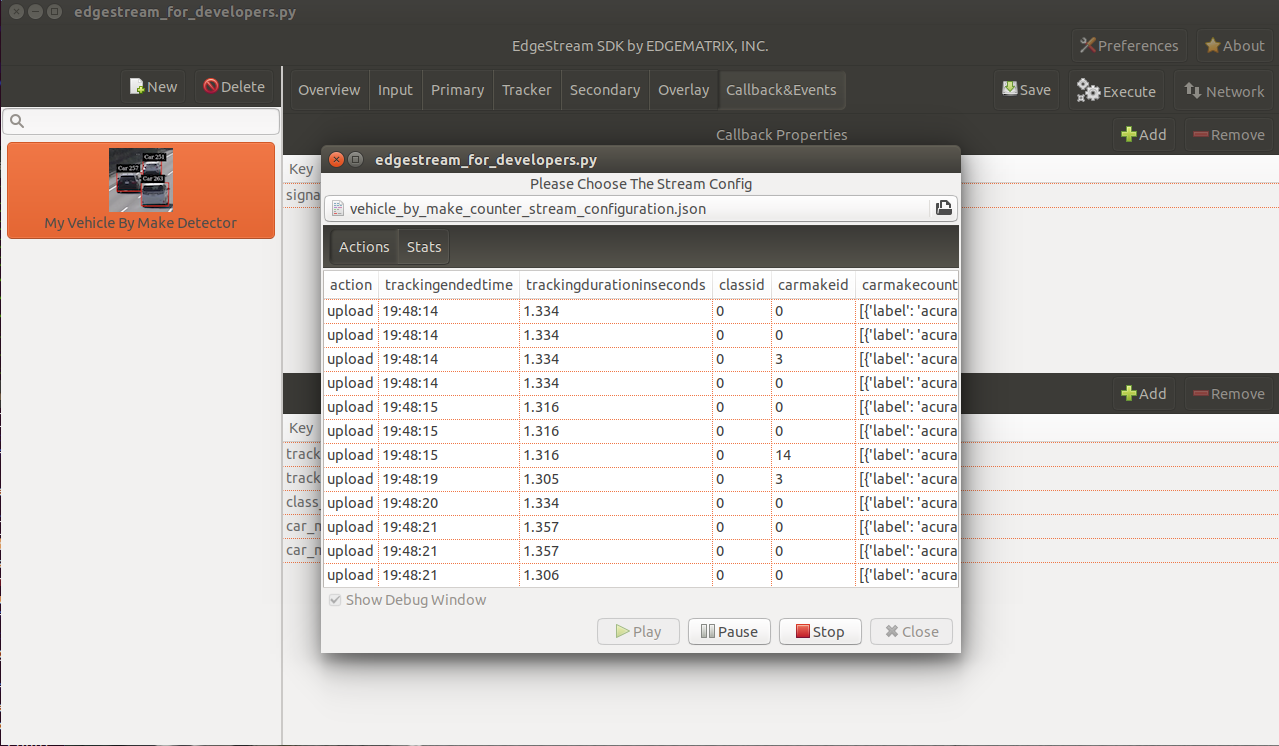 edgestream_for_developers.py
EdgeStream SDK by EDGEMATRIX, INC.
Preferences
About
New
Delete
Overview
Input
Primary
Tracker
Secondary
Overlay
Callback&Events
Save
Execute
Network
Callback Properties
Add
Remove
Car 251
Car 257
Car 263
My Vehicle By Make Detector
Key
signa
edgestream_for_developers.py
Please Choose The Stream Config
vehicle_by_make_counter_stream_configuration.json
Actions
Stats
action trackingendedtime trackingdurationinseconds classid carmakeid carmakecount
upload 19:48:14 1.334 0 0 [{'label': 'acura
upload 19:48:14 1.334 0 0 [{'label': 'acura
upload 19:48:14 1.334 0 3 [{'label': 'acura
upload 19:48:14 1.334 0 0 [{'label': 'acura
upload 19:48:15 1.316 0 0 [{'label': 'acura
upload 19:48:15 1.316 0 0 [{'label': 'acura
upload 19:48:15 1.316 0 14 [{'label': 'acura
upload 19:48:19 1.305 0 3 [{'label': 'acura
upload 19:48:20 1.334 0 0 [{'label': 'acura
upload 19:48:21 1.357 0 0 [{'label': 'acura
upload 19:48:21 1.357 0 0 [{'label': 'acura
upload 19:48:21 1.306 0 0 [{'label': 'acura
Show Debug Window
Play
Pause
Stop
Close
Add
Remove
Key
track
track
class_
car_m
car_m